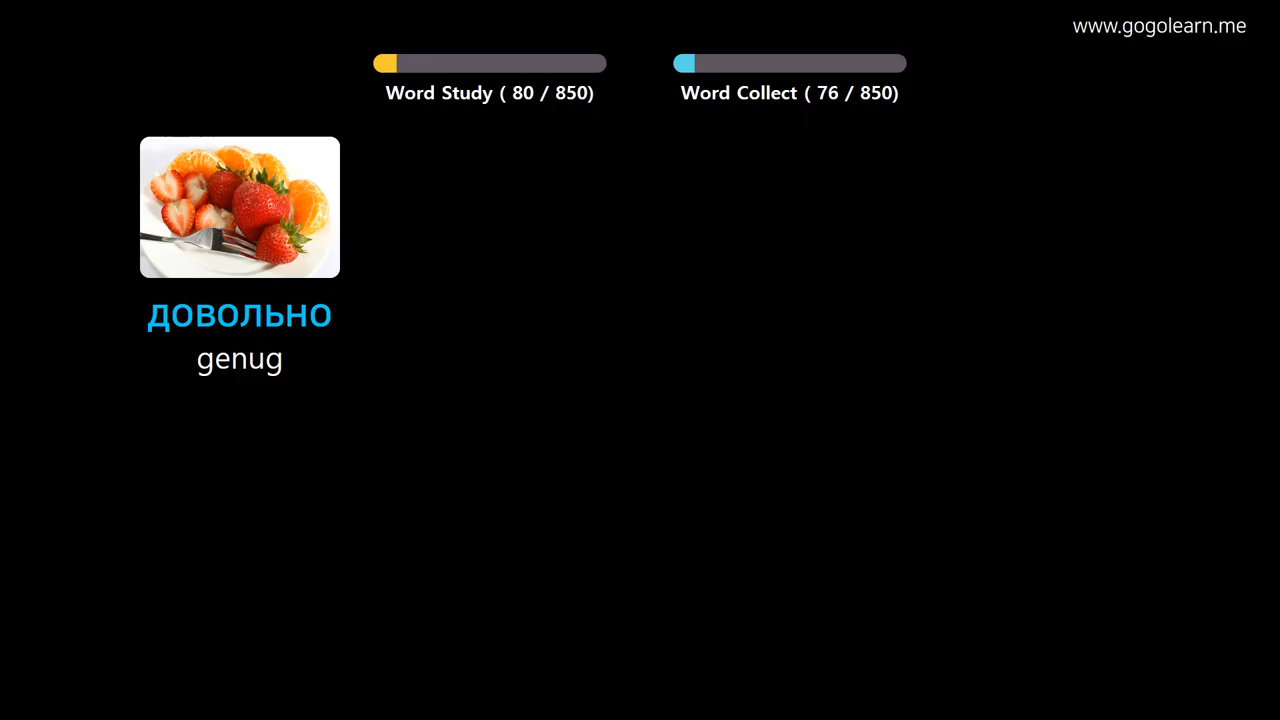 www.gogolearn.me
Word Study ( 80 / 850)
Word Collect ( 76 / 850)
довольно
genug